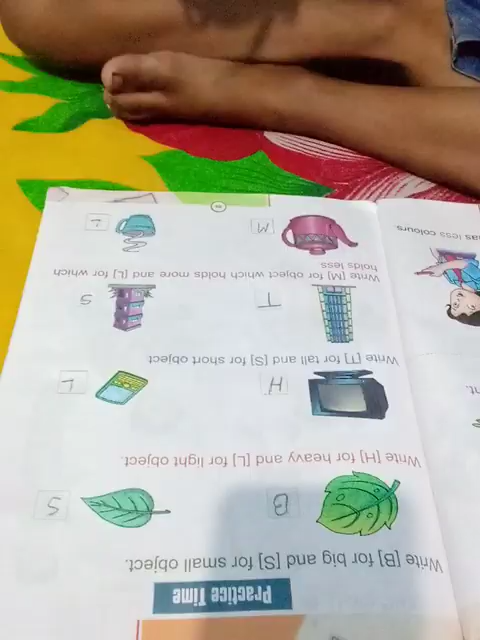 Practice Time
Write [B] for big and [S] for small object.
B
S
Write [H] for heavy and [L] for light object.
H
L
Write [T] for tall and [S] for short object
T
S
Write [M] for object which holds more and [L] for which
holds less
M
L
as less colours